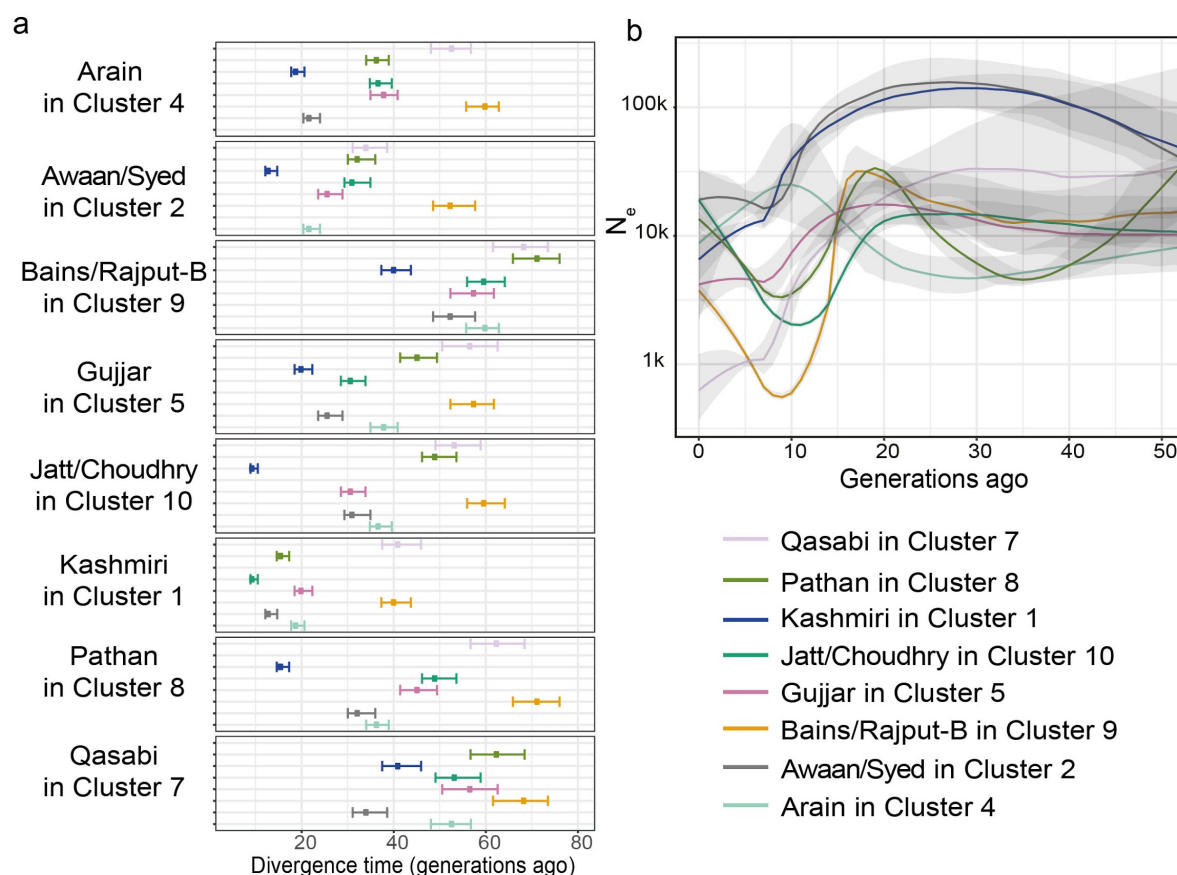 a
Arain
in Cluster 4
Awaan/Syed
in Cluster 2
Bains/Rajput-B
in Cluster 9
Gujjar
in Cluster 5
Jatt/Choudhry
in Cluster 10
Kashmiri
in Cluster 1
Pathan
in Cluster 8
Qasabi
in Cluster 7
20 40 60 80
Divergence time (generations ago)
b
100k
10k
1k
Ne
0 10 20 30 40 50
Generations ago
Qasabi in Cluster 7
Pathan in Cluster 8
Kashmiri in Cluster 1
Jatt/Choudhry in Cluster 10
Gujjar in Cluster 5
Bains/Rajput-B in Cluster 9
Awaan/Syed in Cluster 2
Arain in Cluster 4